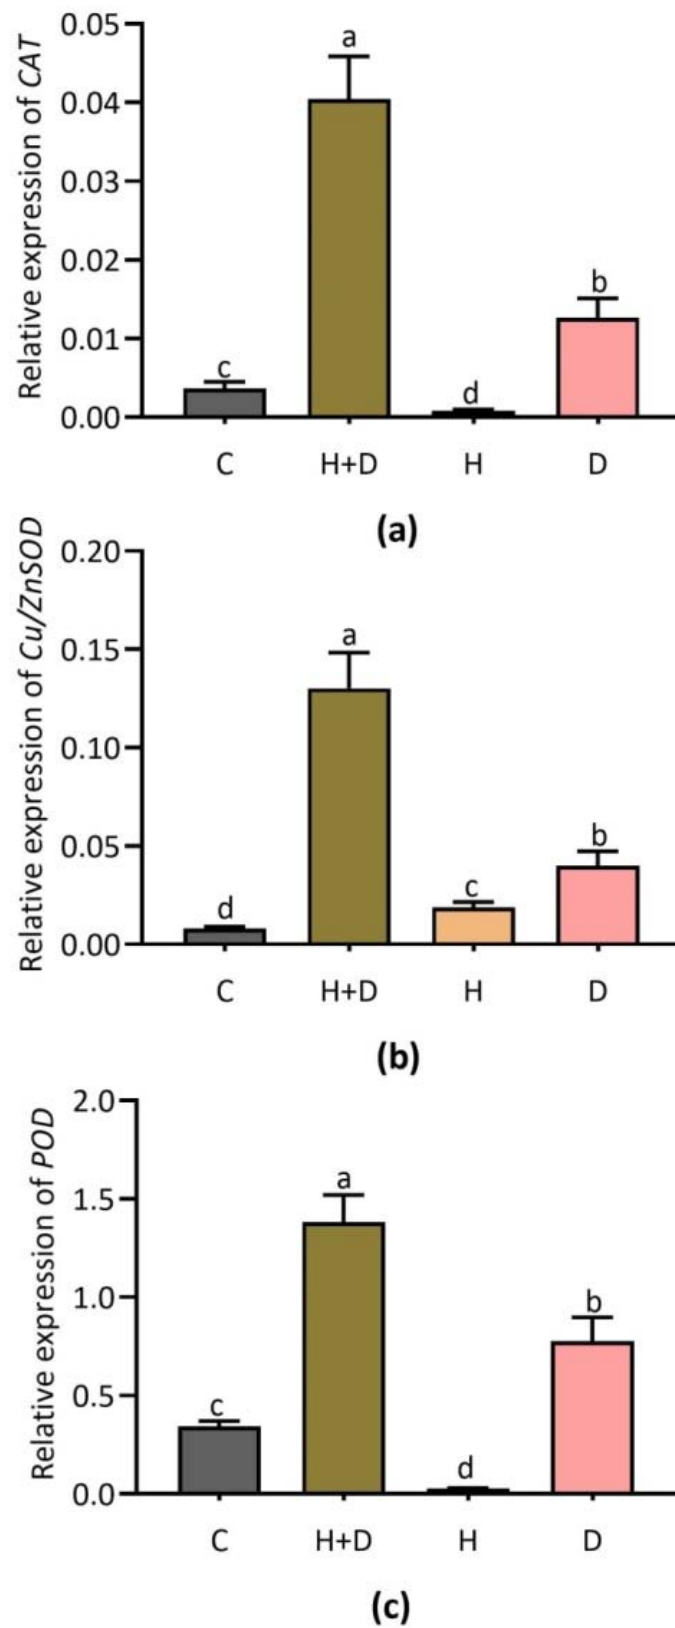 Relative expression of CAT
0.05
0.04
0.03
0.02
0.01
0.00
a
b
c
d
C H+D H D
(a)
Relative expression of Cu/ZnSOD
0.20
0.15
0.10
0.05
0.00
a
b
c
d
C H+D H D
(b)
Relative expression of POD
2.0
1.5
1.0
0.5
0.0
a
b
c
d
C H+D H D
(c)